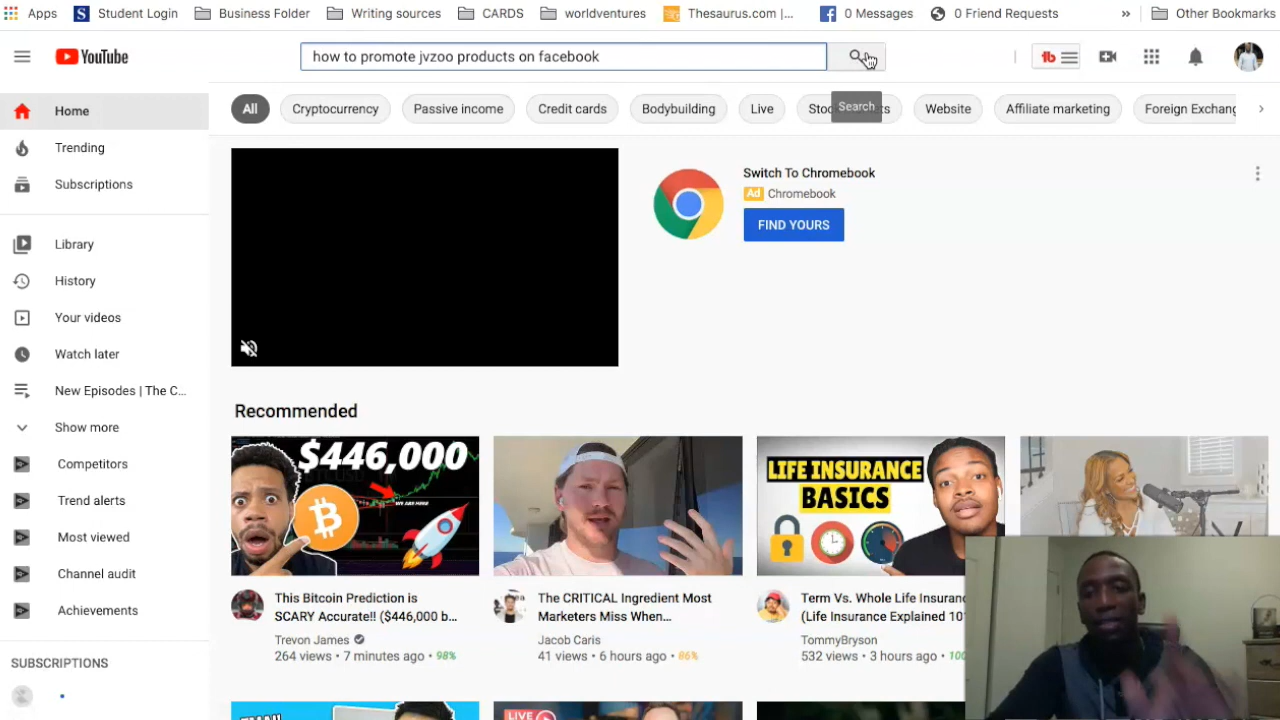 Apps
Student Login
Business Folder
Writing sources
CARDS
worldventures
Thesaurus.com |...
0 Messages
0 Friend Requests
»
Other Bookmarks
YouTube
how to promote jvzoo products on facebook
Search
All
Cryptocurrency
Passive income
Credit cards
Bodybuilding
Live
Website
Affiliate marketing
Foreign Exchang
Home
Trending
Subscriptions
Library
History
Your videos
Watch later
New Episodes | The C...
Show more
Competitors
Trend alerts
Most viewed
Channel audit
Achievements
SUBSCRIPTIONS
Switch To Chromebook
Ad Chromebook
FIND YOURS
Recommended
$446,000
WE ARE HERE
This Bitcoin Prediction is
SCARY Accurate!! ($446,000 b...
Trevon James
264 views • 7 minutes ago • 98%
The CRITICAL Ingredient Most
Marketers Miss When...
Jacob Caris
41 views • 6 hours ago • 86%
LIFE INSURANCE
BASICS
Term Vs. Whole Life Insuranc
(Life Insurance Explained 10
TommyBryson
532 views • 3 hours ago • 100
LIVE